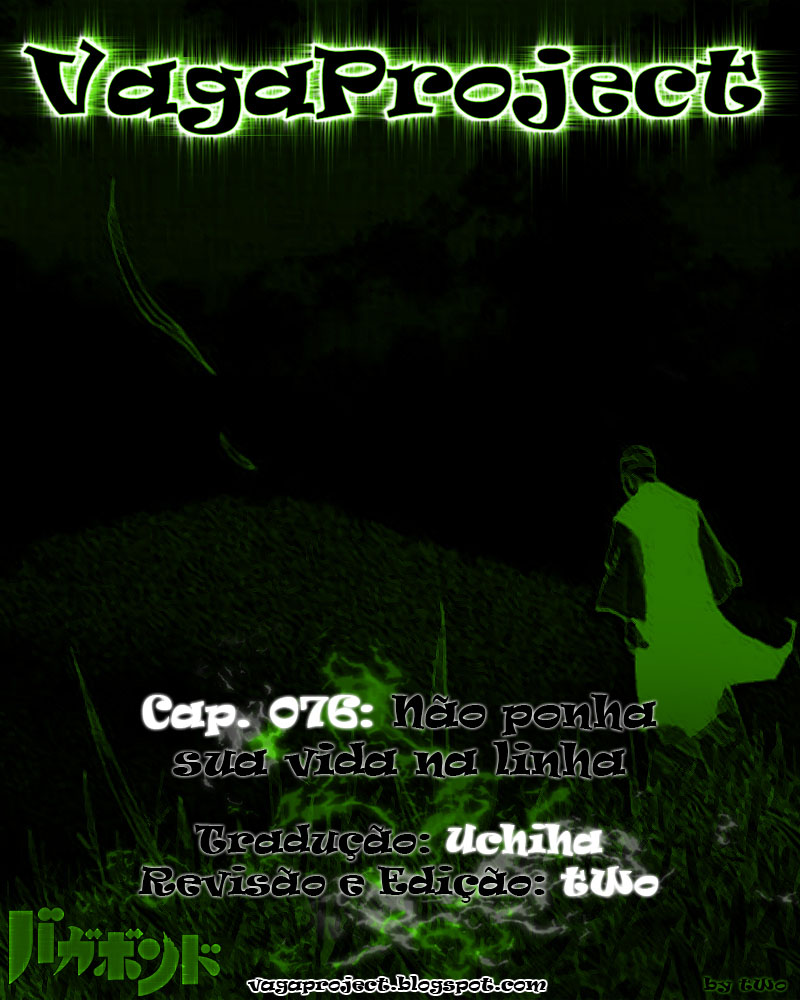 VagaProject
Cap. 076: Não ponha
sua vida na linha
Tradução: Uchiha
Revisão e Edição: tWo
バガボンド
vagaproject.blogspot.com
by tWo